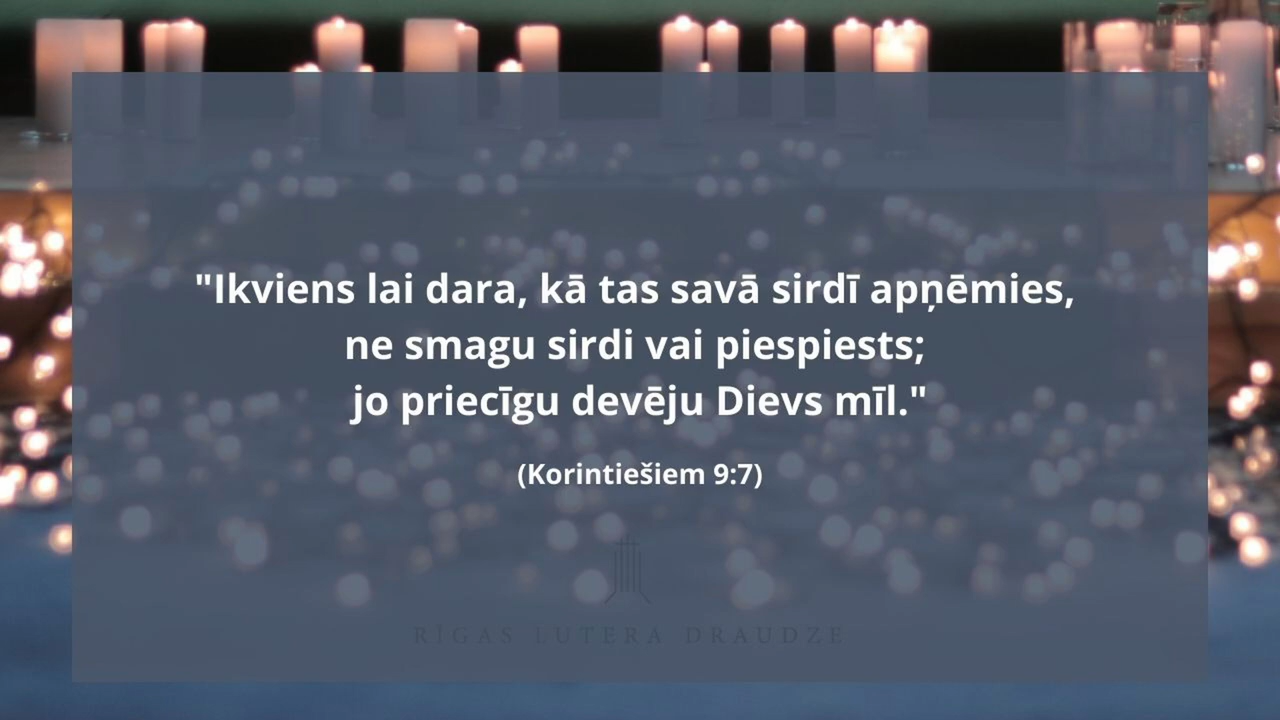 "Ikviens lai dara, kā tas savā sirdī apņēmies,
ne smagu sirdi vai piespiests;
jo priecīgu devēju Dievs mīl."
(Korintiešiem 9:7)
RĪGAS LUTERA DRAUDZE